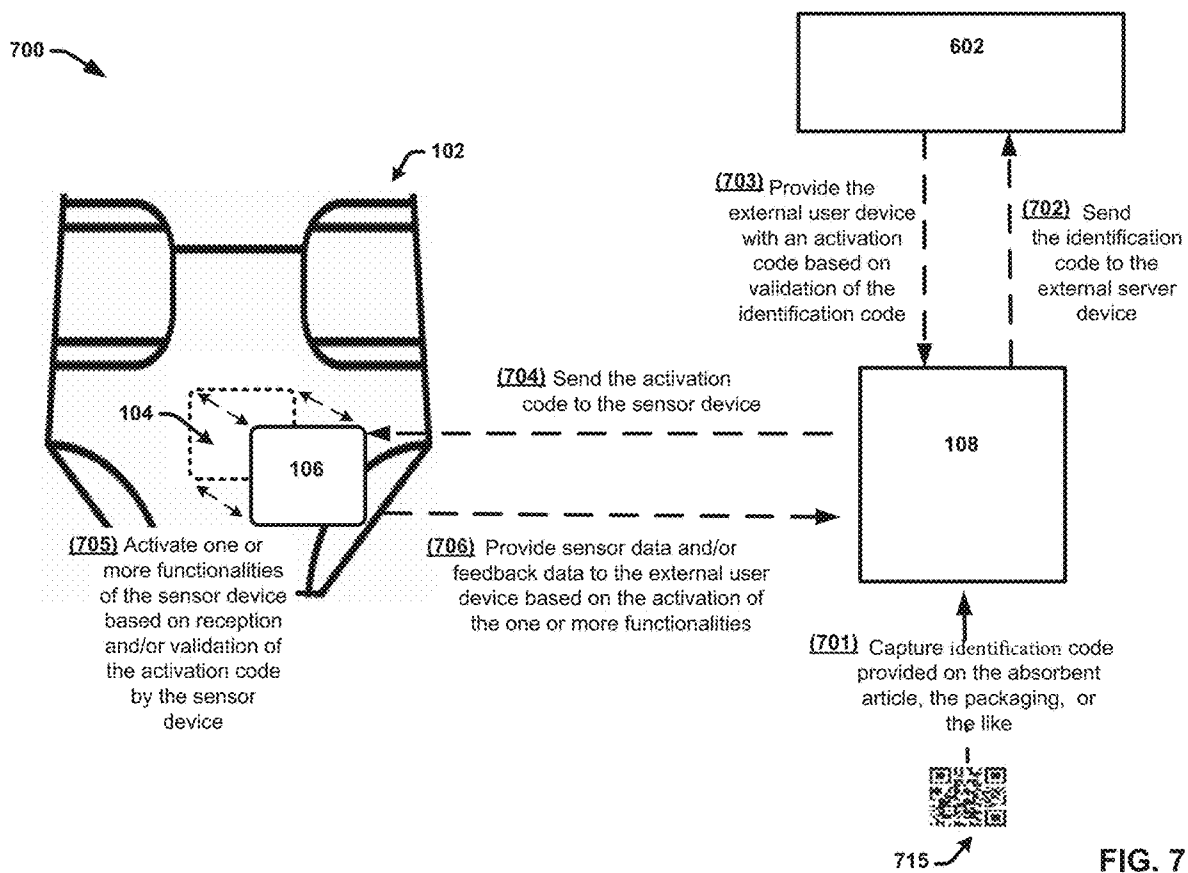 700
602
102
(703) Provide the
external user device
with an activation
code based on
validation of the
identification code
(702) Send
the identification
code to the
external server
device
(704) Send the activation
code to the sensor device
104
106
108
(705) Activate one or
more functionalities
of the sensor device
based on reception
and/or validation of
the activation code
by the sensor
device
(706) Provide sensor data and/or
feedback data to the external user
device based on the activation of
the one or more functionalities
(701) Capture identification code
provided on the absorbent
article, the packaging, or
the like
715
FIG. 7